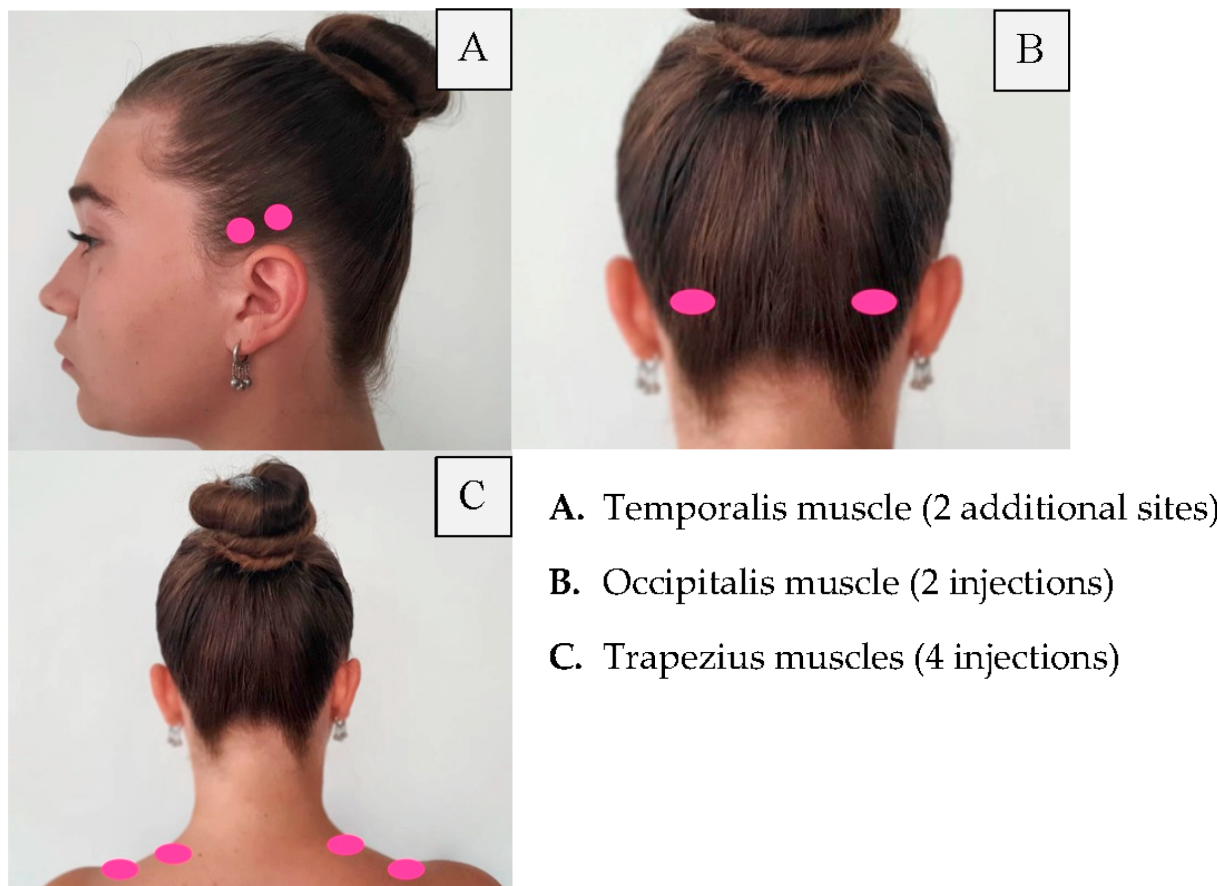 A
B
C
A. Temporalis muscle (2 additional sites)
B. Occipitalis muscle (2 injections)
C. Trapezius muscles (4 injections)